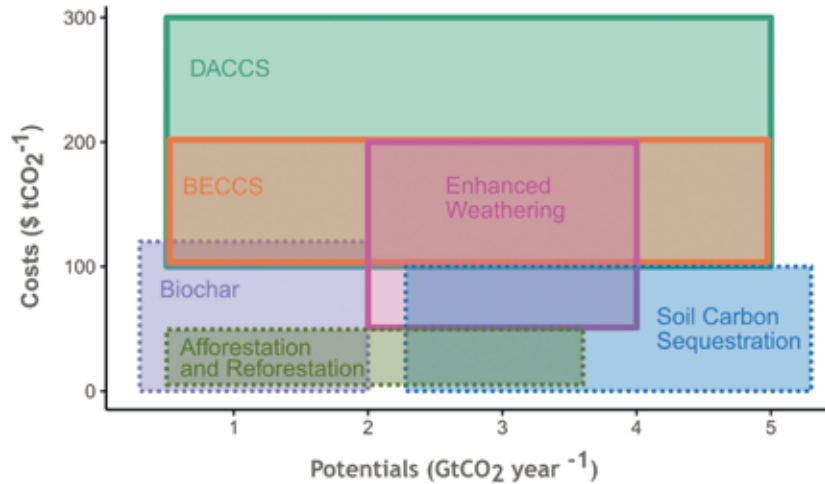 300
200
100
0
Costs ($ tCO2-1)
DACCS
BECCS
Enhanced
Weathering
Biochar
Afforestation
and Reforestation
Soil Carbon
Sequestration
1
2
3
4
5
Potentials (GtCO2 year -1)